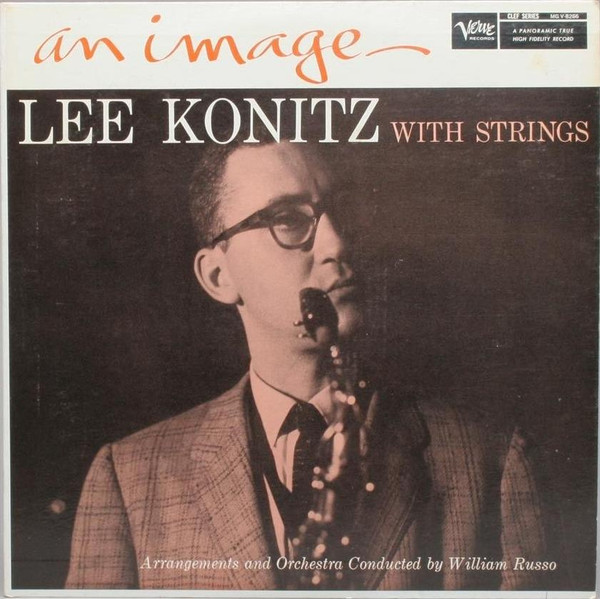 an image
Verve
RECORDS
CLEF SERIES MG V-8286
A PANORAMIC TRUE
HIGH FIDELITY RECORD
LEE KONITZ WITH STRINGS
Arrangements and Orchestra Conducted by William Russo